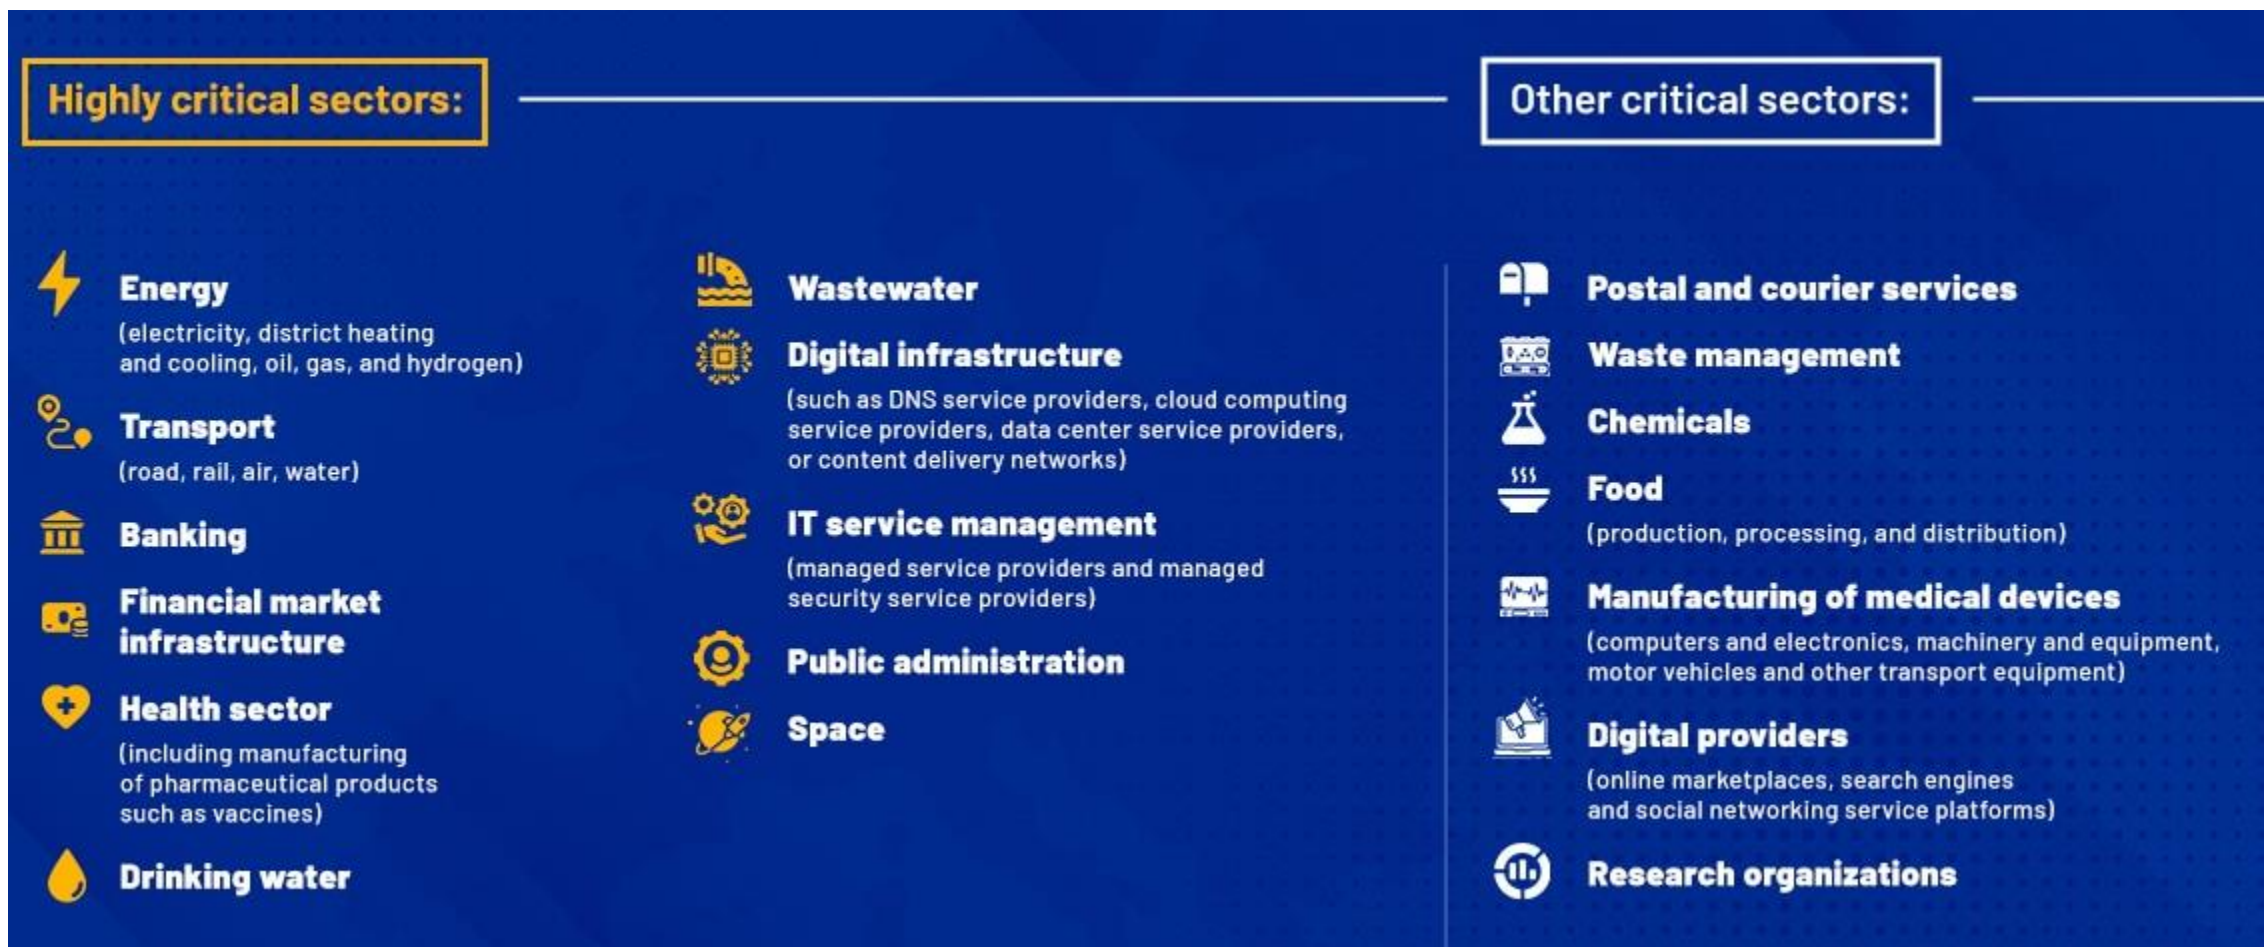 Highly critical sectors:
Energy
(electricity, district heating
and cooling, oil, gas, and hydrogen)
Transport
(road, rail, air, water)
Banking
Financial market
infrastructure
Health sector
(including manufacturing
of pharmaceutical products
such as vaccines)
Drinking water
Wastewater
Digital infrastructure
(such as DNS service providers, cloud computing
service providers, data center service providers,
or content delivery networks)
IT service management
(managed service providers and managed
security service providers)
Public administration
Space
Other critical sectors:
Postal and courier services
Waste management
Chemicals
Food
(production, processing, and distribution)
Manufacturing of medical devices
(computers and electronics, machinery and equipment,
motor vehicles and other transport equipment)
Digital providers
(online marketplaces, search engines
and social networking service platforms)
Research organizations